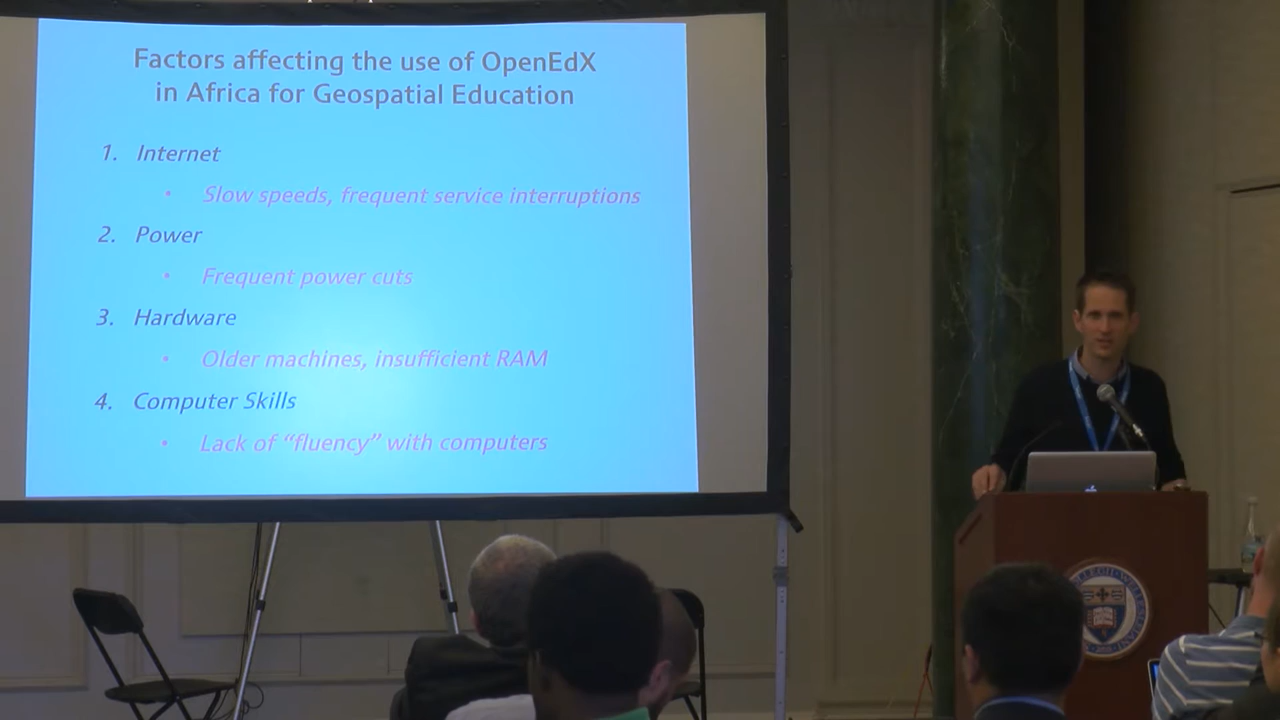 Factors affecting the use of OpenEdX
in Africa for Geospatial Education
1. Internet
• Slow speeds, frequent service interruptions
2. Power
• Frequent power cuts
3. Hardware
• Older machines, insufficient RAM
4. Computer Skills
• Lack of “fluency” with computers